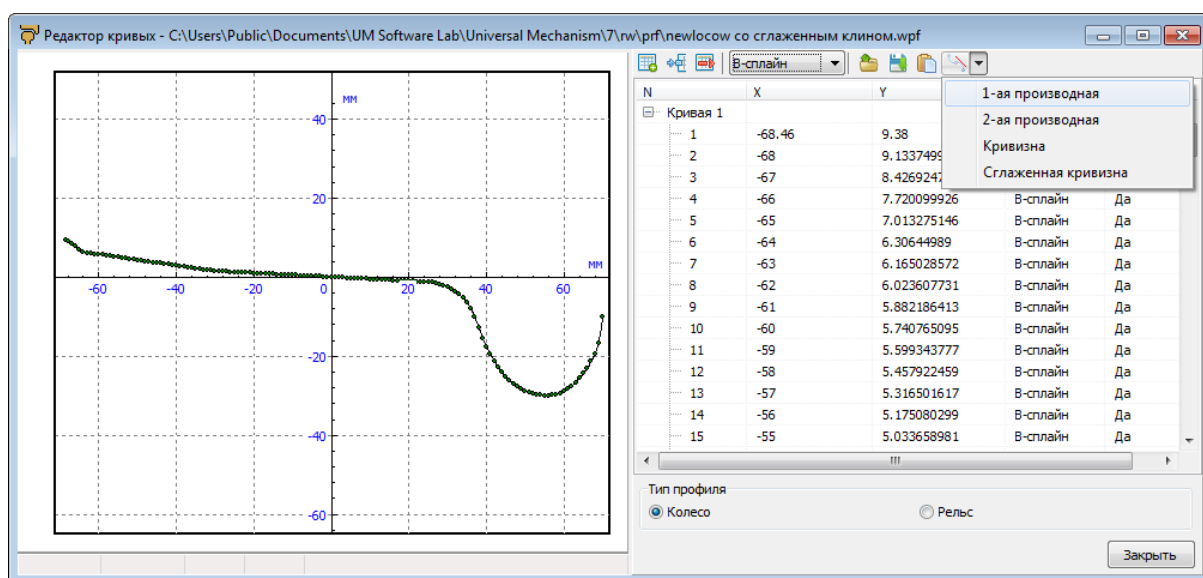 Редактор кривых - C:\Users\Public\Documents\UM Software Lab\Universal Mechanism\7\rw\prf\newlocow со сглаженным клином.wpf
мм
40
20
мм
-60 -40 -20 0 20 40 60
-20
-40
-60
В-сплайн
N X Y
Кривая 1
1 -68.46 9.38
2 -68 9.1337499
3 -67 8.4269247
4 -66 7.720099926 В-сплайн Да
5 -65 7.013275146 В-сплайн Да
6 -64 6.30644989 В-сплайн Да
7 -63 6.165028572 В-сплайн Да
8 -62 6.023607731 В-сплайн Да
9 -61 5.882186413 В-сплайн Да
10 -60 5.740765095 В-сплайн Да
11 -59 5.599343777 В-сплайн Да
12 -58 5.457922459 В-сплайн Да
13 -57 5.316501617 В-сплайн Да
14 -56 5.175080299 В-сплайн Да
15 -55 5.033658981 В-сплайн Да
1-ая производная
2-ая производная
Кривизна
Сглаженная кривизна
Тип профиля
Колесо Рельс
Закрыть